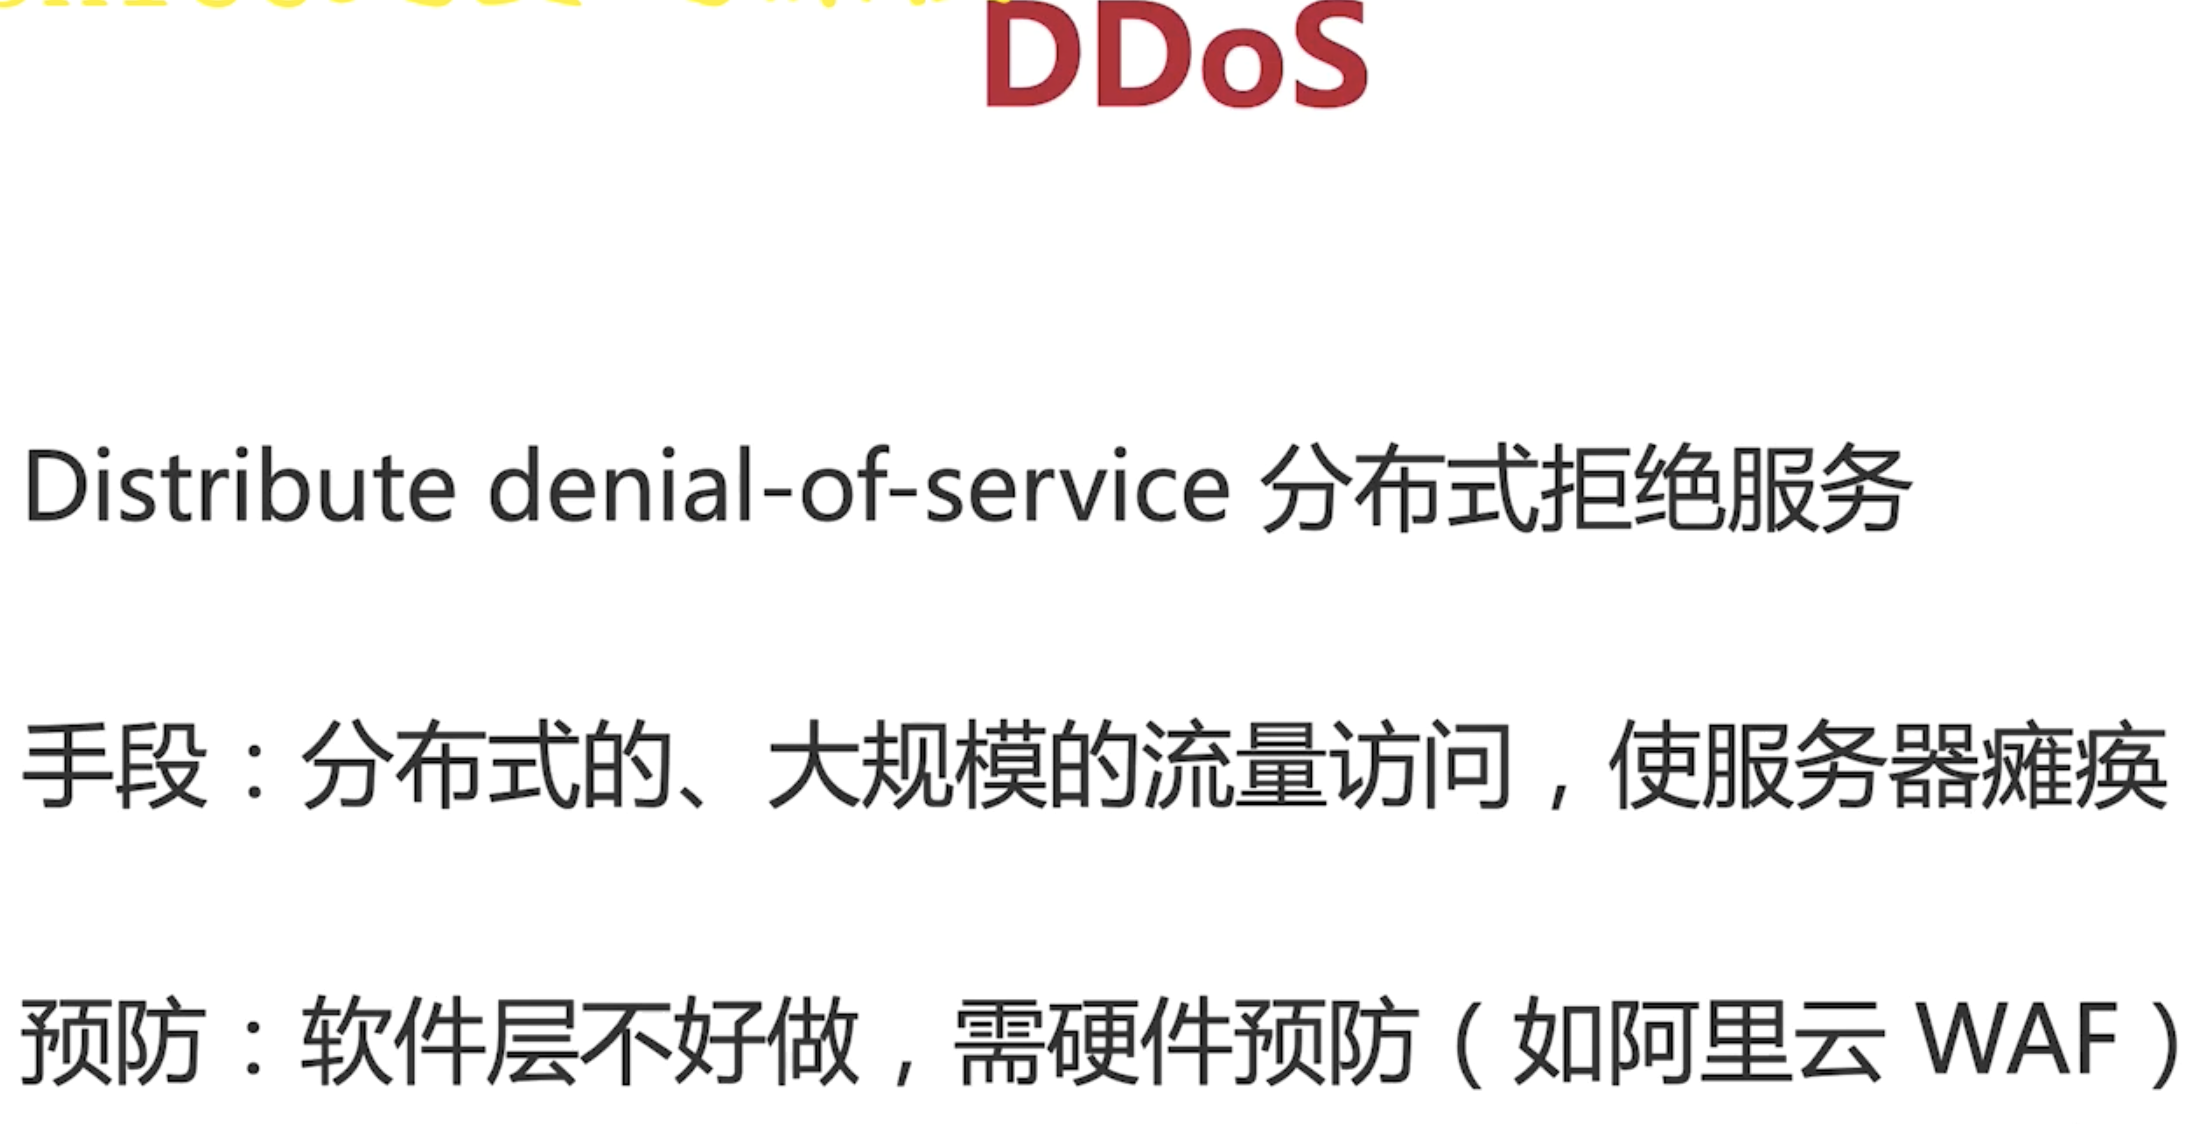 DDoS
Distribute denial-of-service 分布式拒绝服务
手段：分布式的、大规模的流量访问，使服务器瘫痪
预防：软件层不好做，需硬件预防（如阿里云 WAF）